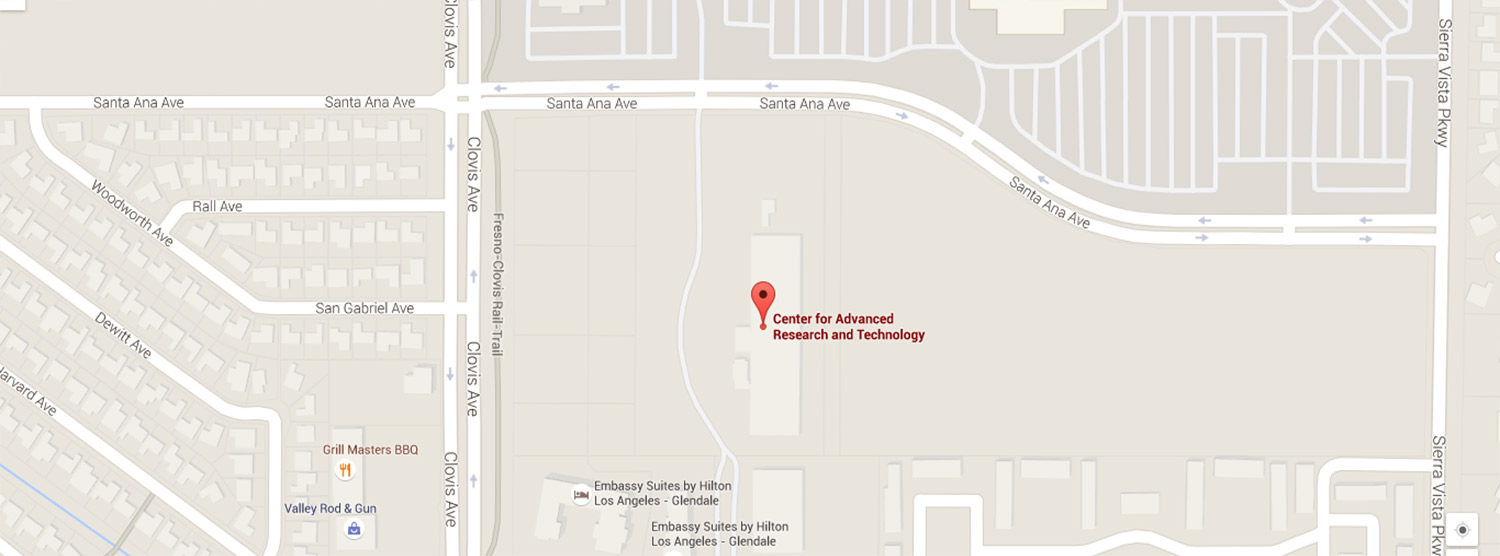 Clovis Ave
Sierra Vista Pkwy
Santa Ana Ave
Santa Ana Ave
Santa Ana Ave
Santa Ana Ave
Clovis Ave
Woodworth Ave
Rall Ave
Santa Ana Ave
Fresno-Clovis Rail-Trail
San Gabriel Ave
Dewitt Ave
Center for Advanced
Research and Technology
Clovis Ave
Harvard Ave
Grill Masters BBQ
Clovis Ave
Sierra Vista Pkwy
Embassy Suites by Hilton
Los Angeles - Glendale
Valley Rod & Gun
Embassy Suites by Hilton
Los Angeles - Glendale